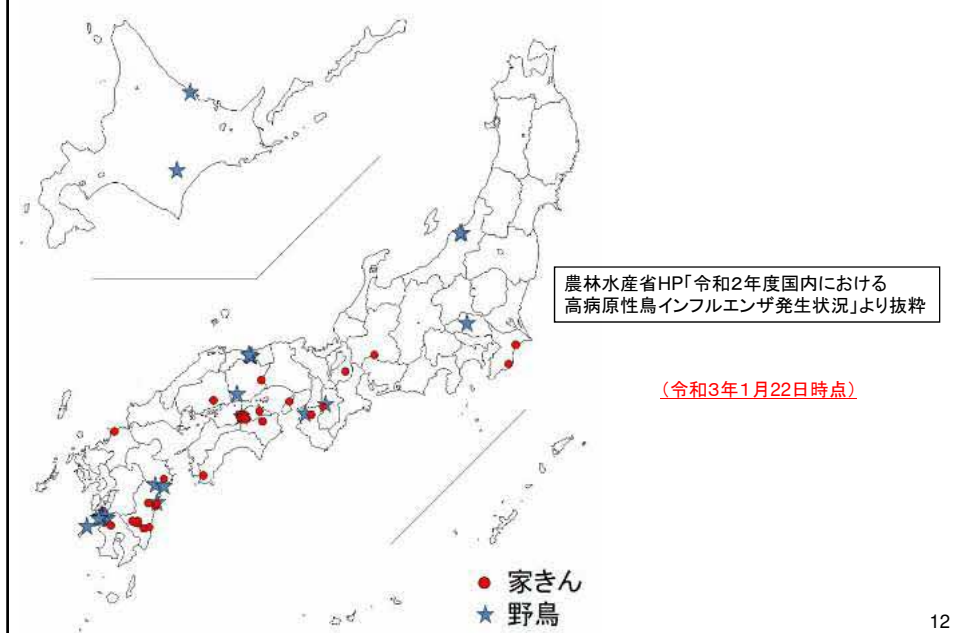 農林水産省HP「令和2年度国内における
高病原性鳥インフルエンザ発生状況」より抜粋
（令和3年1月22日時点）
家きん
野鳥
12